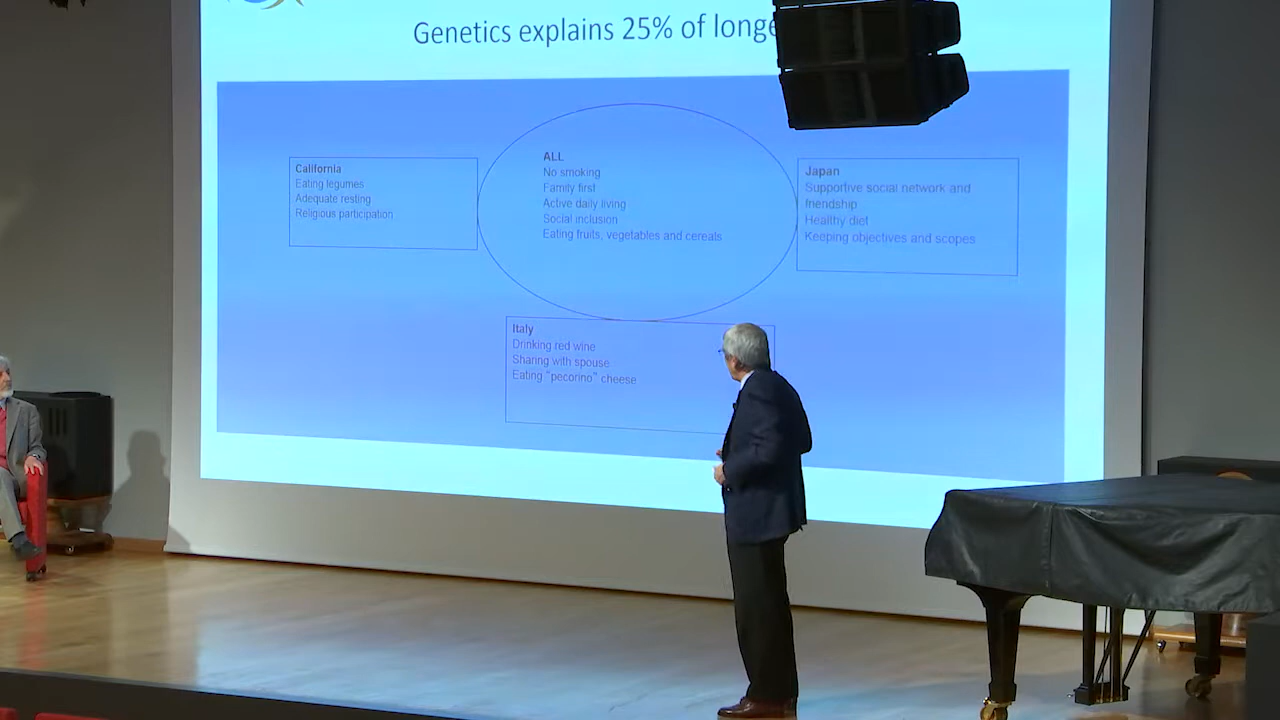 Genetics explains 25% of
California
Eating legumes
Adequate resting
Religious participation
ALL
No smoking
Family first
Active daily living
Social inclusion
Eating fruits, vegetables and cereals
Japan
Supportive social network and
friendship
Healthy diet
Keeping objectives and scopes
Italy
Drinking red wine
Sharing with spouse
Eating "pecorino" cheese